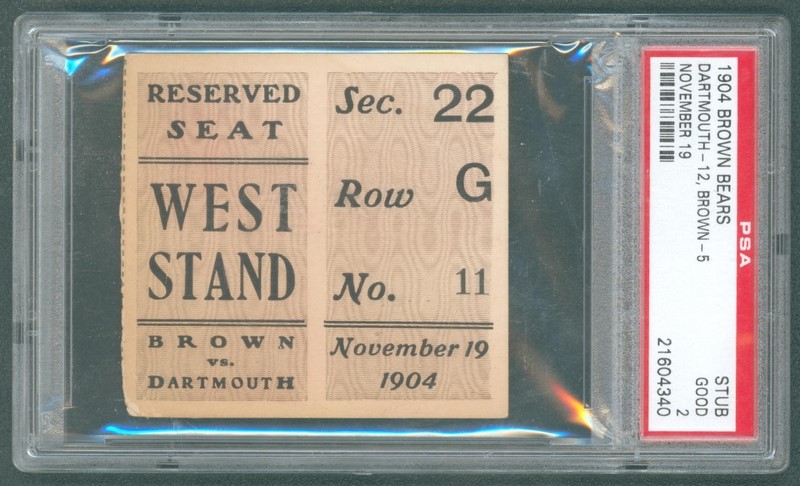 RESERVED
SEAT
WEST
STAND
BROWN
vs.
DARTMOUTH
Sec. 22
Row G
No. 11
November 19
1904
PSA
1904 BROWN BEARS
DARTMOUTH-12, BROWN-5
NOVEMBER 19
STUB
GOOD
2
21604340